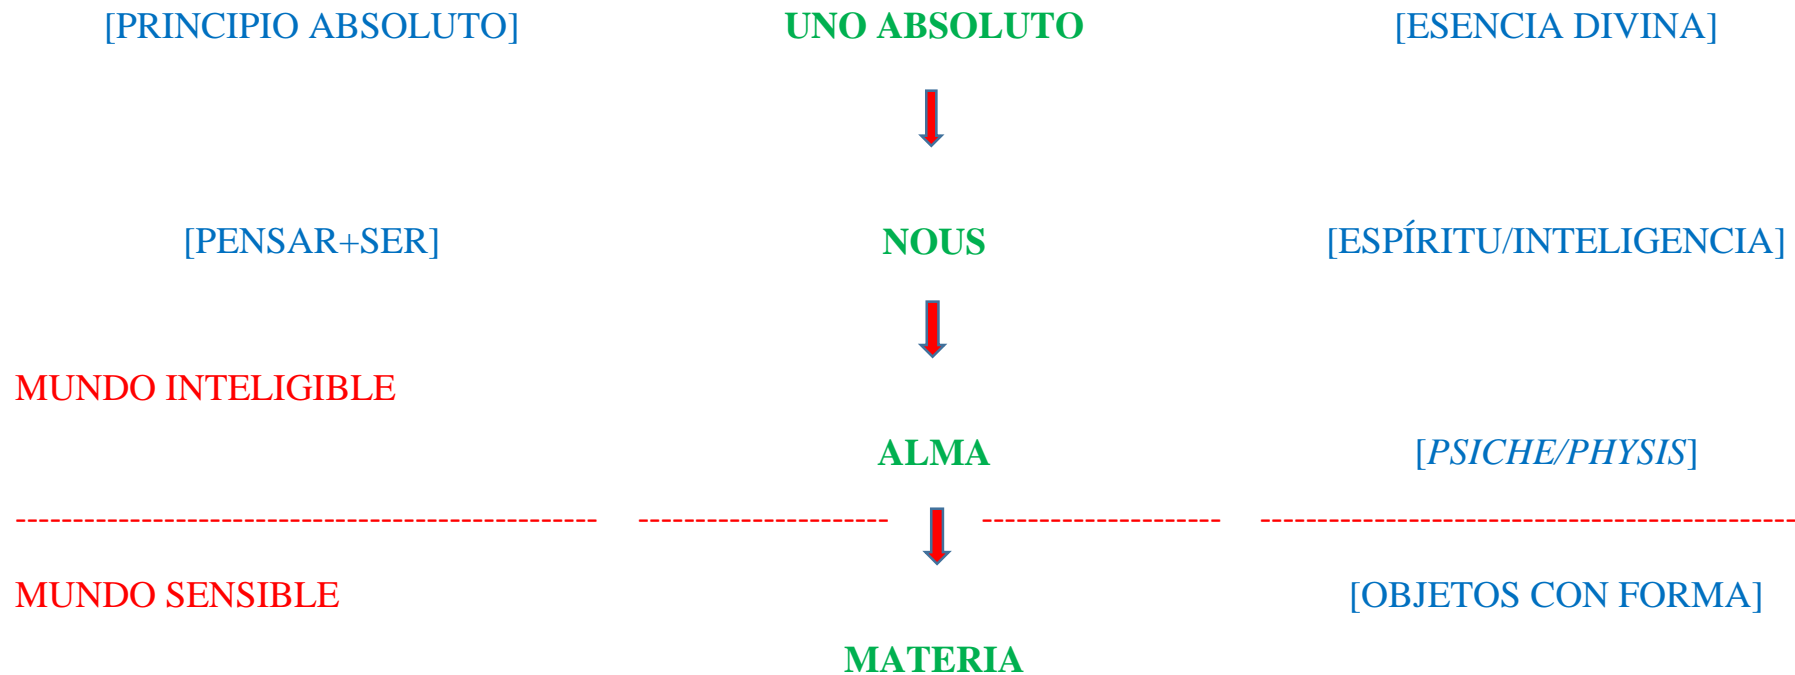 [PRINCIPIO ABSOLUTO] UNO ABSOLUTO [ESENCIA DIVINA]
[PENSAR+SER] NOUS [ESPÍRITU/INTELIGENCIA]
MUNDO INTELIGIBLE
ALMA [PSICHE/PHYSIS]
MUNDO SENSIBLE [OBJETOS CON FORMA]
MATERIA